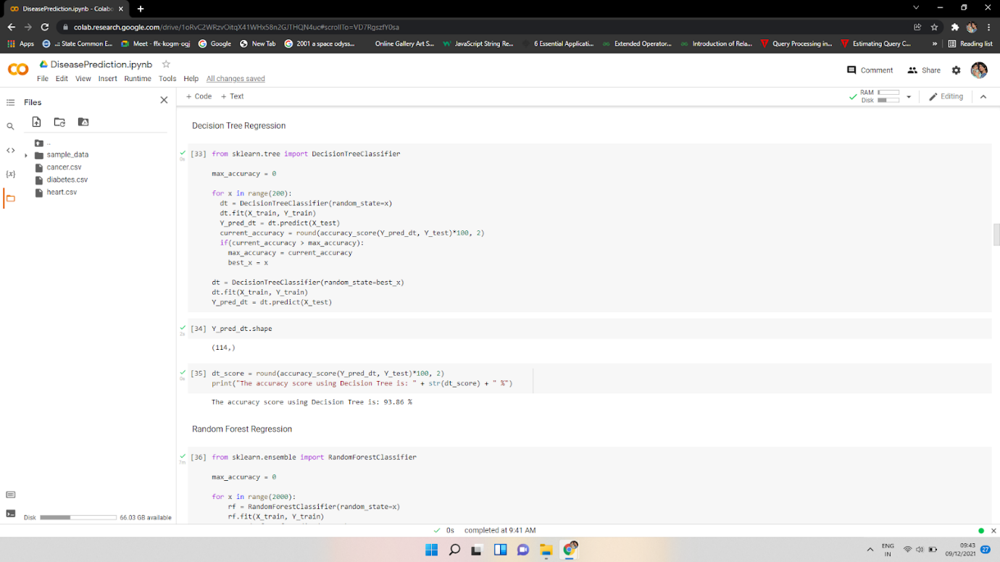 DiseasePrediction.ipynb - Colab
colab.research.google.com/drive/1oRvC2WRzvOitqX41WHx58n2GJTHQN4uc#scrollTo=VD7RgszfY0sa
Apps ..:: State Common E... Meet - ffx-kogm-ogj Google New Tab 2001 a space odyss... Online Gallery Art S... JavaScript String Re... 6 Essential Applicati... Extended Operator... Introduction of Rela... Query Processing in... Estimating Query C... » Reading list
DiseasePrediction.ipynb
Comment Share
File Edit View Insert Runtime Tools Help All changes saved
Files
+ Code + Text
RAM
Disk
Editing
..
sample_data
cancer.csv
diabetes.csv
heart.csv
Decision Tree Regression
0s
[33] from sklearn.tree import DecisionTreeClassifier
max_accuracy = 0
for x in range(200):
dt = DecisionTreeClassifier(random_state=x)
dt.fit(X_train, Y_train)
Y_pred_dt = dt.predict(X_test)
current_accuracy = round(accuracy_score(Y_pred_dt, Y_test)*100, 2)
if(current_accuracy > max_accuracy):
max_accuracy = current_accuracy
best_x = x
dt = DecisionTreeClassifier(random_state=best_x)
dt.fit(X_train, Y_train)
Y_pred_dt = dt.predict(X_test)
[34] Y_pred_dt.shape
(114,)
0s
[35] dt_score = round(accuracy_score(Y_pred_dt, Y_test)*100, 2)
print("The accuracy score using Decision Tree is: " + str(dt_score) + " %")
The accuracy score using Decision Tree is: 93.86 %
Random Forest Regression
7m
[36] from sklearn.ensemble import RandomForestClassifier
max_accuracy = 0
for x in range(2000):
rf = RandomForestClassifier(random_state=x)
rf.fit(X_train, Y_train)
Disk 66.03 GB available
0s completed at 9:41 AM
ENG
IN
09:43
09/12/2021
27